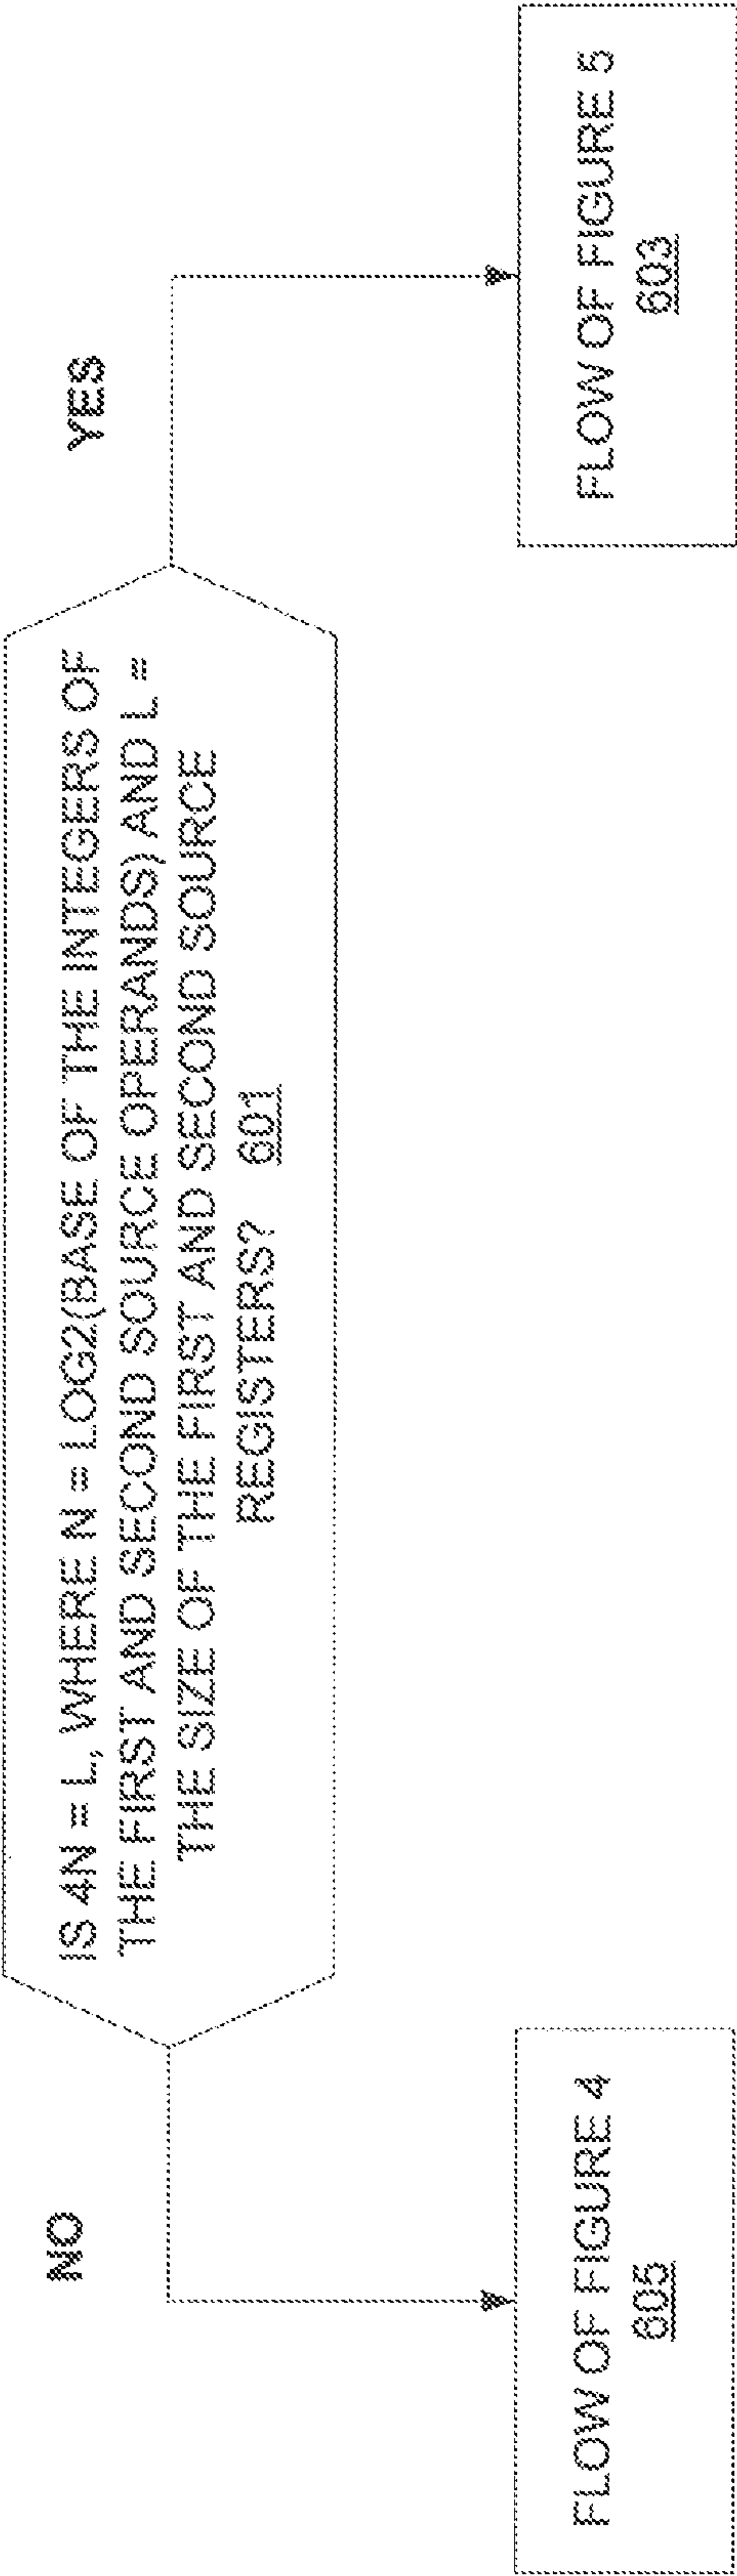 IS 4N = L, WHERE N = LOG2(BASE OF THE INTEGERS OF
THE FIRST AND SECOND SOURCE OPERANDS) AND L =
THE SIZE OF THE FIRST AND SECOND SOURCE
REGISTERS? 601
NO
YES
FLOW OF FIGURE 4
605
FLOW OF FIGURE 5
603